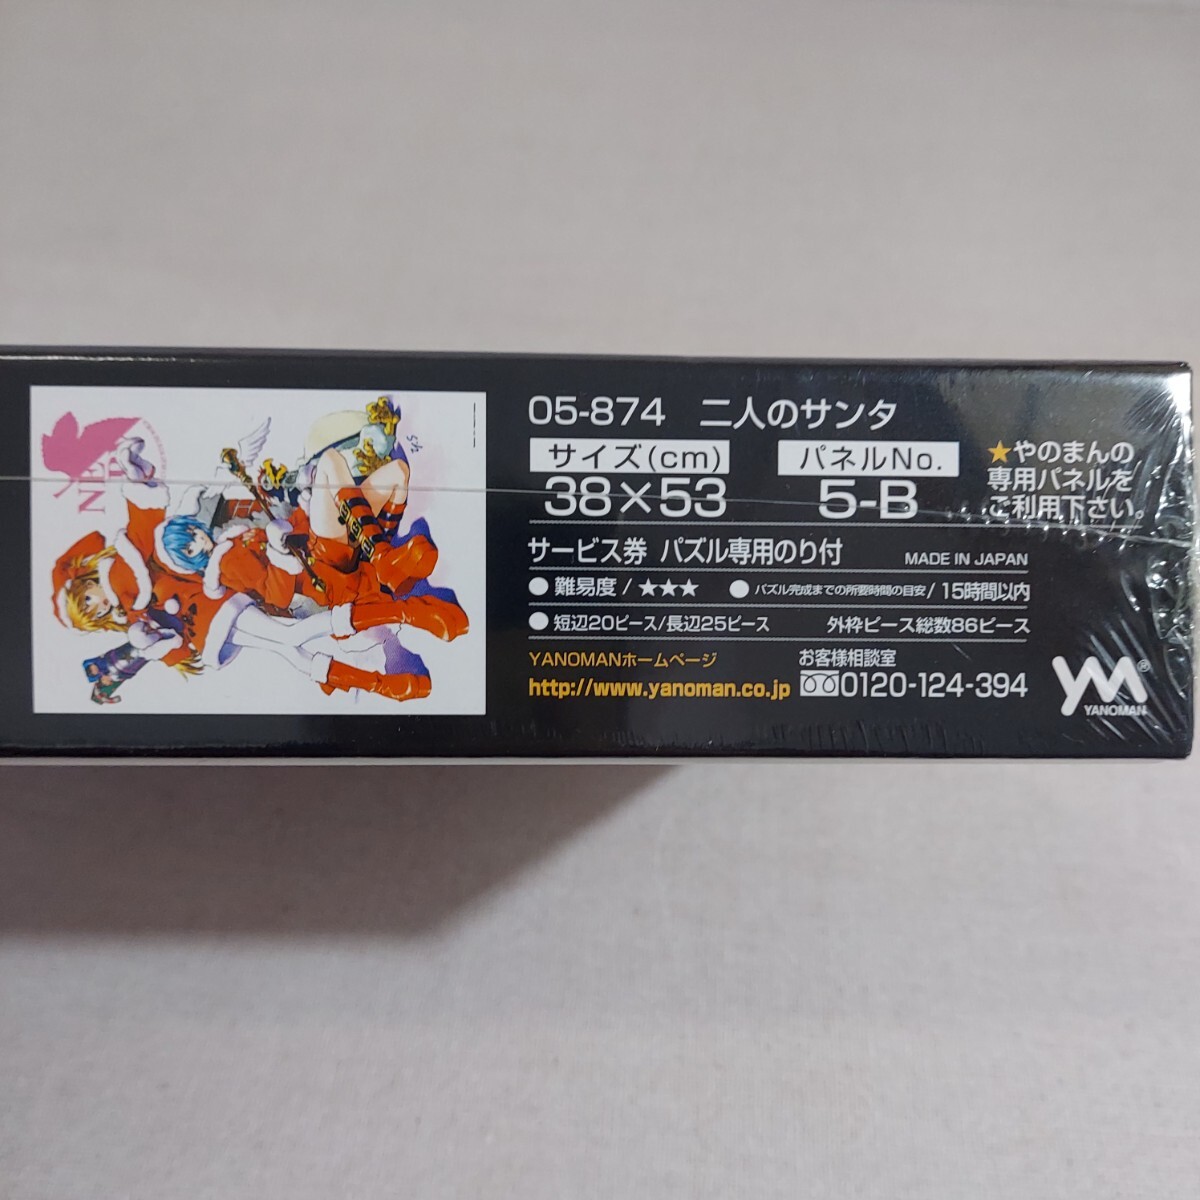 05-874 二人のサンタ
サイズ(cm)
38×53
パネルNo.
5-B
★やのまんの
専用パネルを
ご利用下さい。
サービス券 パズル専用のり付
MADE IN JAPAN
●難易度/★★★ ●パズル完成までの所要時間の目安/15時間以内
●短辺20ピース/長辺25ピース 外枠ピース総数86ピース
YANOMANホームページ
http://www.yanoman.co.jp
お客様相談室
0120-124-394
YM®
YANOMAN